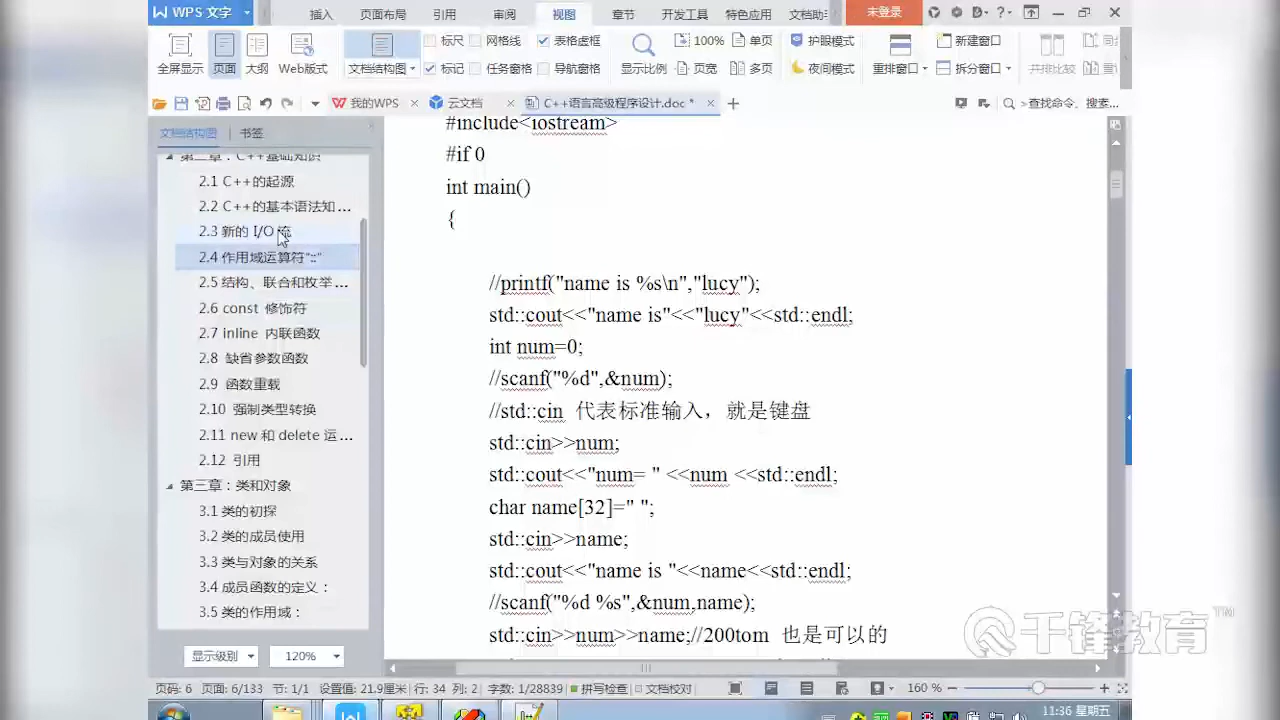 WPS 文字
插入 页面布局 引用 审阅 视图 章节 开发工具 特色应用 文档助
未登录
标尺 网格线 表格虚框 100% 单页 护眼模式 新建窗口
全屏显示 页面 大纲 Web版式 文档结构图 标记 任务窗格 导航窗格 显示比例 页宽 多页 夜间模式 重排窗口 拆分窗口 共排比较
我的WPS 云文档 C++语言高级程序设计.doc * >查找命令、搜索...
文档结构图 书签
第二章：C++基础知识
2.1 C++的起源
2.2 C++的基本语法知...
2.3 新的 I/O 流
2.4 作用域运算符"::"
2.5 结构、联合和枚举...
2.6 const 修饰符
2.7 inline 内联函数
2.8 缺省参数函数
2.9 函数重载
2.10 强制类型转换
2.11 new 和 delete 运...
2.12 引用
第三章：类和对象
3.1 类的初探
3.2 类的成员使用
3.3 类与对象的关系
3.4 成员函数的定义：
3.5 类的作用域：
显示级别 120%
#include<iostream>
#if 0
int main()
{
//printf("name is %s\n","lucy");
std::cout<<"name is"<<"lucy"<<std::endl;
int num=0;
//scanf("%d",&num);
//std::cin 代表标准输入，就是键盘
std::cin>>num;
std::cout<<"num= " <<num <<std::endl;
char name[32]=" ";
std::cin>>name;
std::cout<<"name is "<<name<<std::endl;
//scanf("%d %s",&num,name);
std::cin>>num>>name;//200tom 也是可以的
千锋教育 TM
页码: 6 页面: 6/133 节: 1/1 设置值: 21.9厘米 行: 34 列: 2 字数: 1/28839 拼写检查 文档校对 160 %
11:36 星期五